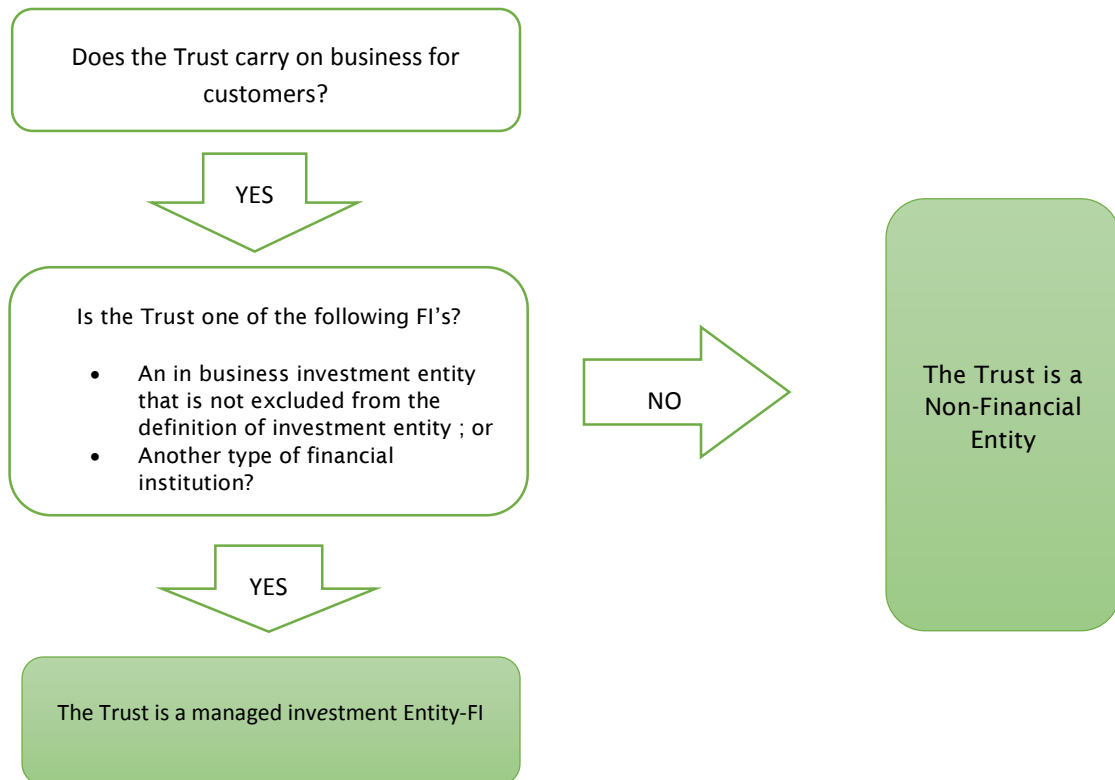 Does the Trust carry on business for
customers?
YES
Is the Trust one of the following FI's?
• An in business investment entity
that is not excluded from the
definition of investment entity ; or
• Another type of financial
institution?
NO
The Trust is a
Non-Financial
Entity
YES
The Trust is a managed investment Entity-FI